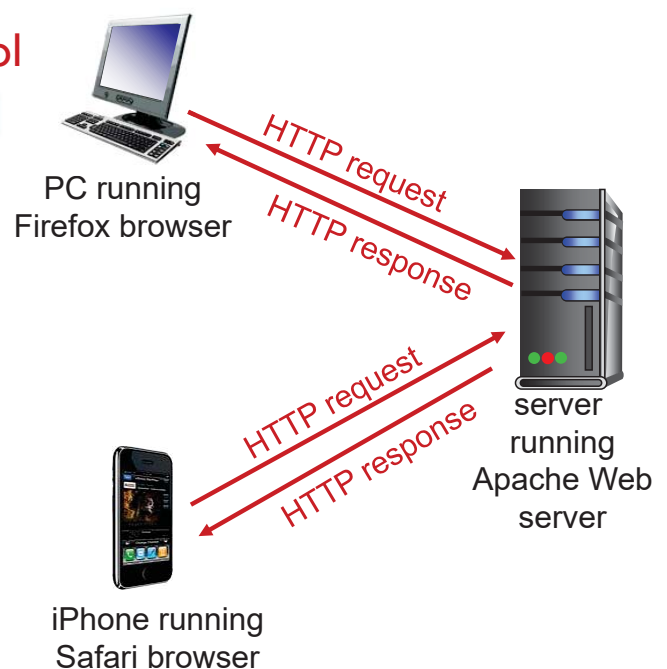 ol
PC running
Firefox browser
HTTP request
HTTP response
server
running
Apache Web
server
HTTP request
HTTP response
iPhone running
Safari browser